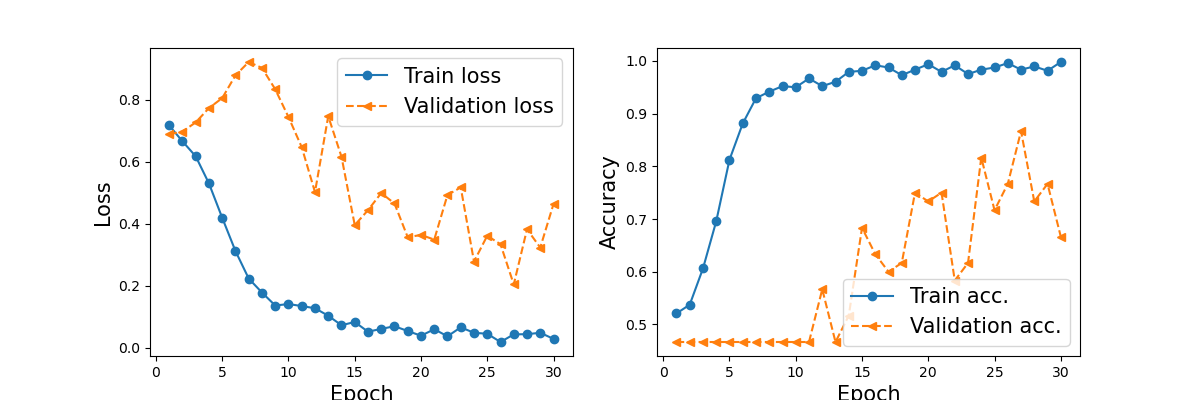 Train loss
Validation loss
0.8
0.6
0.4
0.2
0.0
Loss
0 5 10 15 20 25 30
Epoch
1.0
0.9
0.8
0.7
0.6
0.5
Accuracy
Train acc.
Validation acc.
0 5 10 15 20 25 30
Epoch